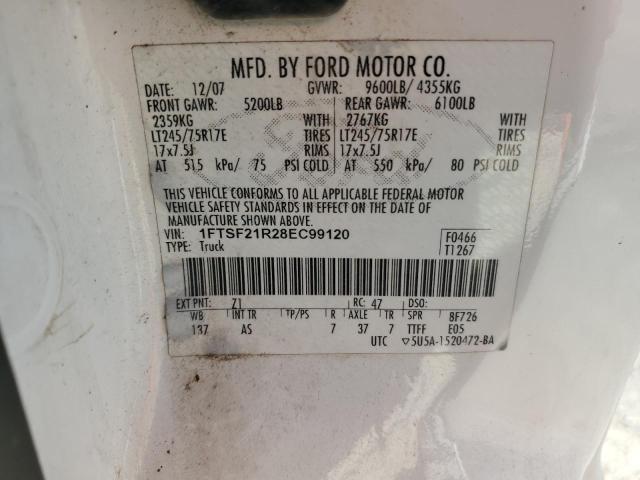 MFD. BY FORD MOTOR CO.
DATE: 12/07 GVWR: 9600LB/ 4355KG
FRONT GAWR: 5200LB REAR GAWR: 6100LB
2359KG WITH 2767KG WITH
LT245/75R17E TIRES LT245/75R17E TIRES
17x7.5J RIMS 17x7.5J RIMS
AT 515 kPa/ 75 PSI COLD AT 550 kPa/ 80 PSI COLD
THIS VEHICLE CONFORMS TO ALL APPLICABLE FEDERAL MOTOR
VEHICLE SAFETY STANDARDS IN EFFECT ON THE DATE OF
MANUFACTURE SHOWN ABOVE.
VIN: 1FTSF21R28EC99120 F0466
TYPE: Truck T1267
EXT PNT: Z1 RC: 47 DSO:
WB INT TR TP/PS R AXLE TR SPR 8F726
137 AS 7 37 7 TTFF E05
UTC ▽5U5A-1520472-BA